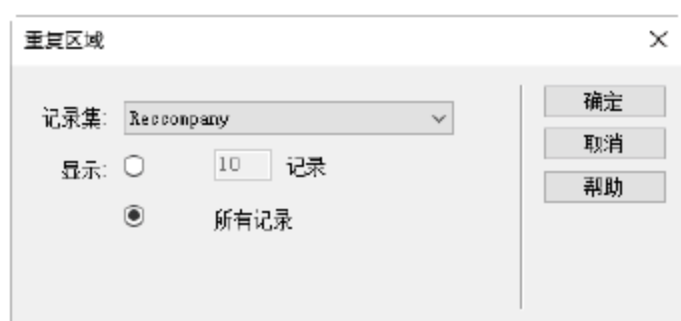 重复区域
记录集: Reccompany
显示: 10 记录
所有记录
确定
取消
帮助